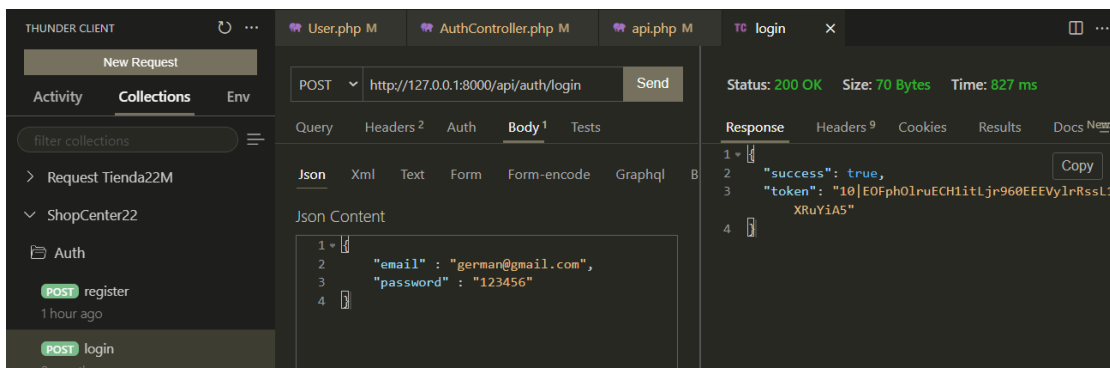 THUNDER CLIENT
New Request
Activity Collections Env
filter collections
Request Tienda22M
ShopCenter22
Auth
POST register
1 hour ago
POST login
User.php M AuthController.php M api.php M TC login
POST http://127.0.0.1:8000/api/auth/login Send
Query Headers 2 Auth Body 1 Tests
Json Xml Text Form Form-encode Graphql B
Json Content
1 {
2 "email" : "german@gmail.com",
3 "password" : "123456"
4 }
Status: 200 OK Size: 70 Bytes Time: 827 ms
Response Headers 9 Cookies Results Docs New
Copy
1 {
2 "success": true,
3 "token": "10|EOFphOlruECH1itLjr960EEEVylrRssL
XRuYiA5"
4 }